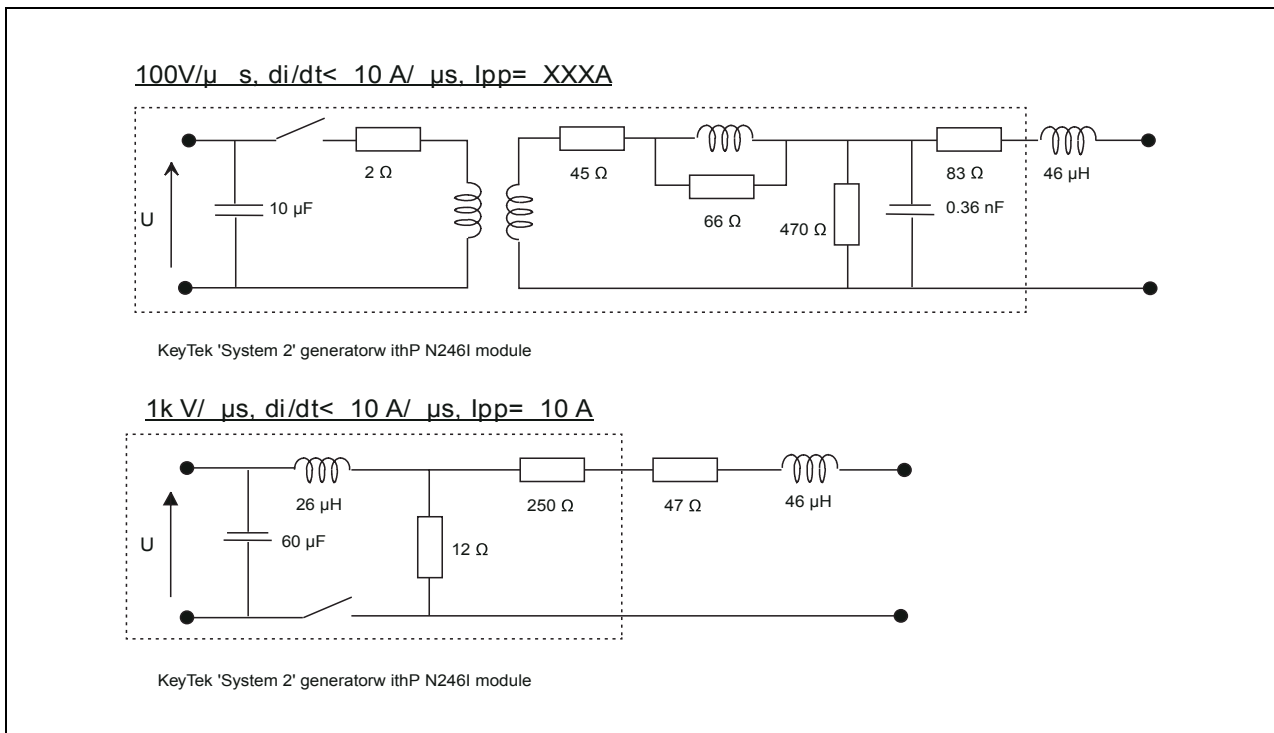 100V/µ s, di/dt< 10 A/ µs, Ipp= XXXA
2 Ω
45 Ω
83 Ω
46 µH
U
10 µF
66 Ω
470 Ω
0.36 nF
KeyTek 'System 2' generatorw ithP N246I module
1k V/ µs, di/dt< 10 A/ µs, Ipp= 10 A
26 µH
250 Ω
47 Ω
46 µH
U
60 µF
12 Ω
KeyTek 'System 2' generatorw ithP N246I module